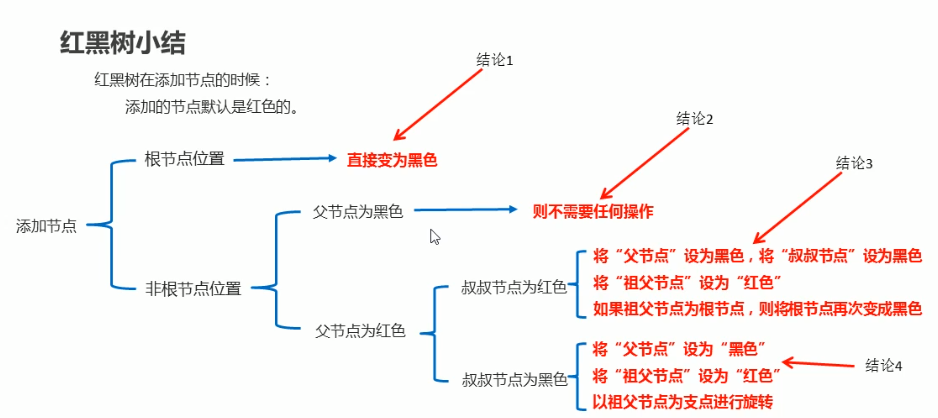 红黑树小结
红黑树在添加节点的时候：
添加的节点默认是红色的。
结论1
结论2
结论3
根节点位置
直接变为黑色
添加节点
父节点为黑色
则不需要任何操作
非根节点位置
父节点为红色
叔叔节点为红色
将“父节点”设为黑色，将“叔叔节点”设为黑色
将“祖父节点”设为“红色”
如果祖父节点为根节点，则将根节点再次变成黑色
叔叔节点为黑色
将“父节点”设为“黑色”
将“祖父节点”设为“红色”
以祖父节点为支点进行旋转
结论4